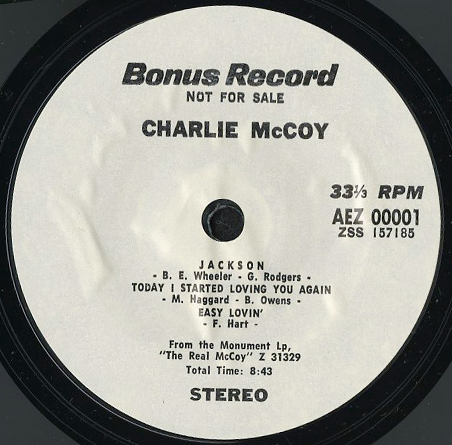 Bonus Record
NOT FOR SALE
CHARLIE McCOY
33⅓ RPM
AEZ 00001
ZSS 157185
JACKSON
- B. E. Wheeler - G. Rodgers -
TODAY I STARTED LOVING YOU AGAIN
- M. Haggard - B. Owens -
EASY LOVIN'
- F. Hart -
From the Monument Lp,
"The Real McCoy" Z 31329
Total Time: 8:43
STEREO